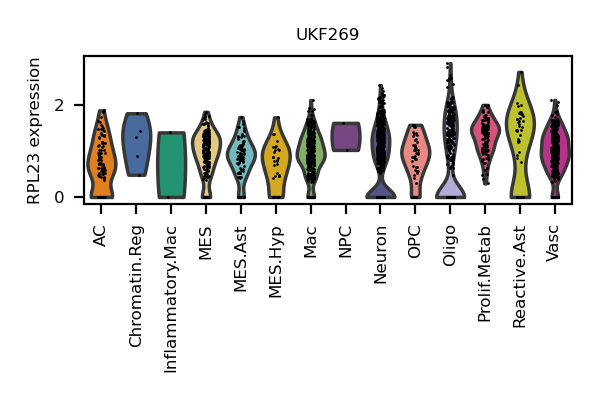 UKF269
RPL23 expression
2
0
AC
Chromatin.Reg
Inflammatory.Mac
MES
MES.Ast
MES.Hyp
Mac
NPC
Neuron
OPC
Oligo
Prolif.Metab
Reactive.Ast
Vasc